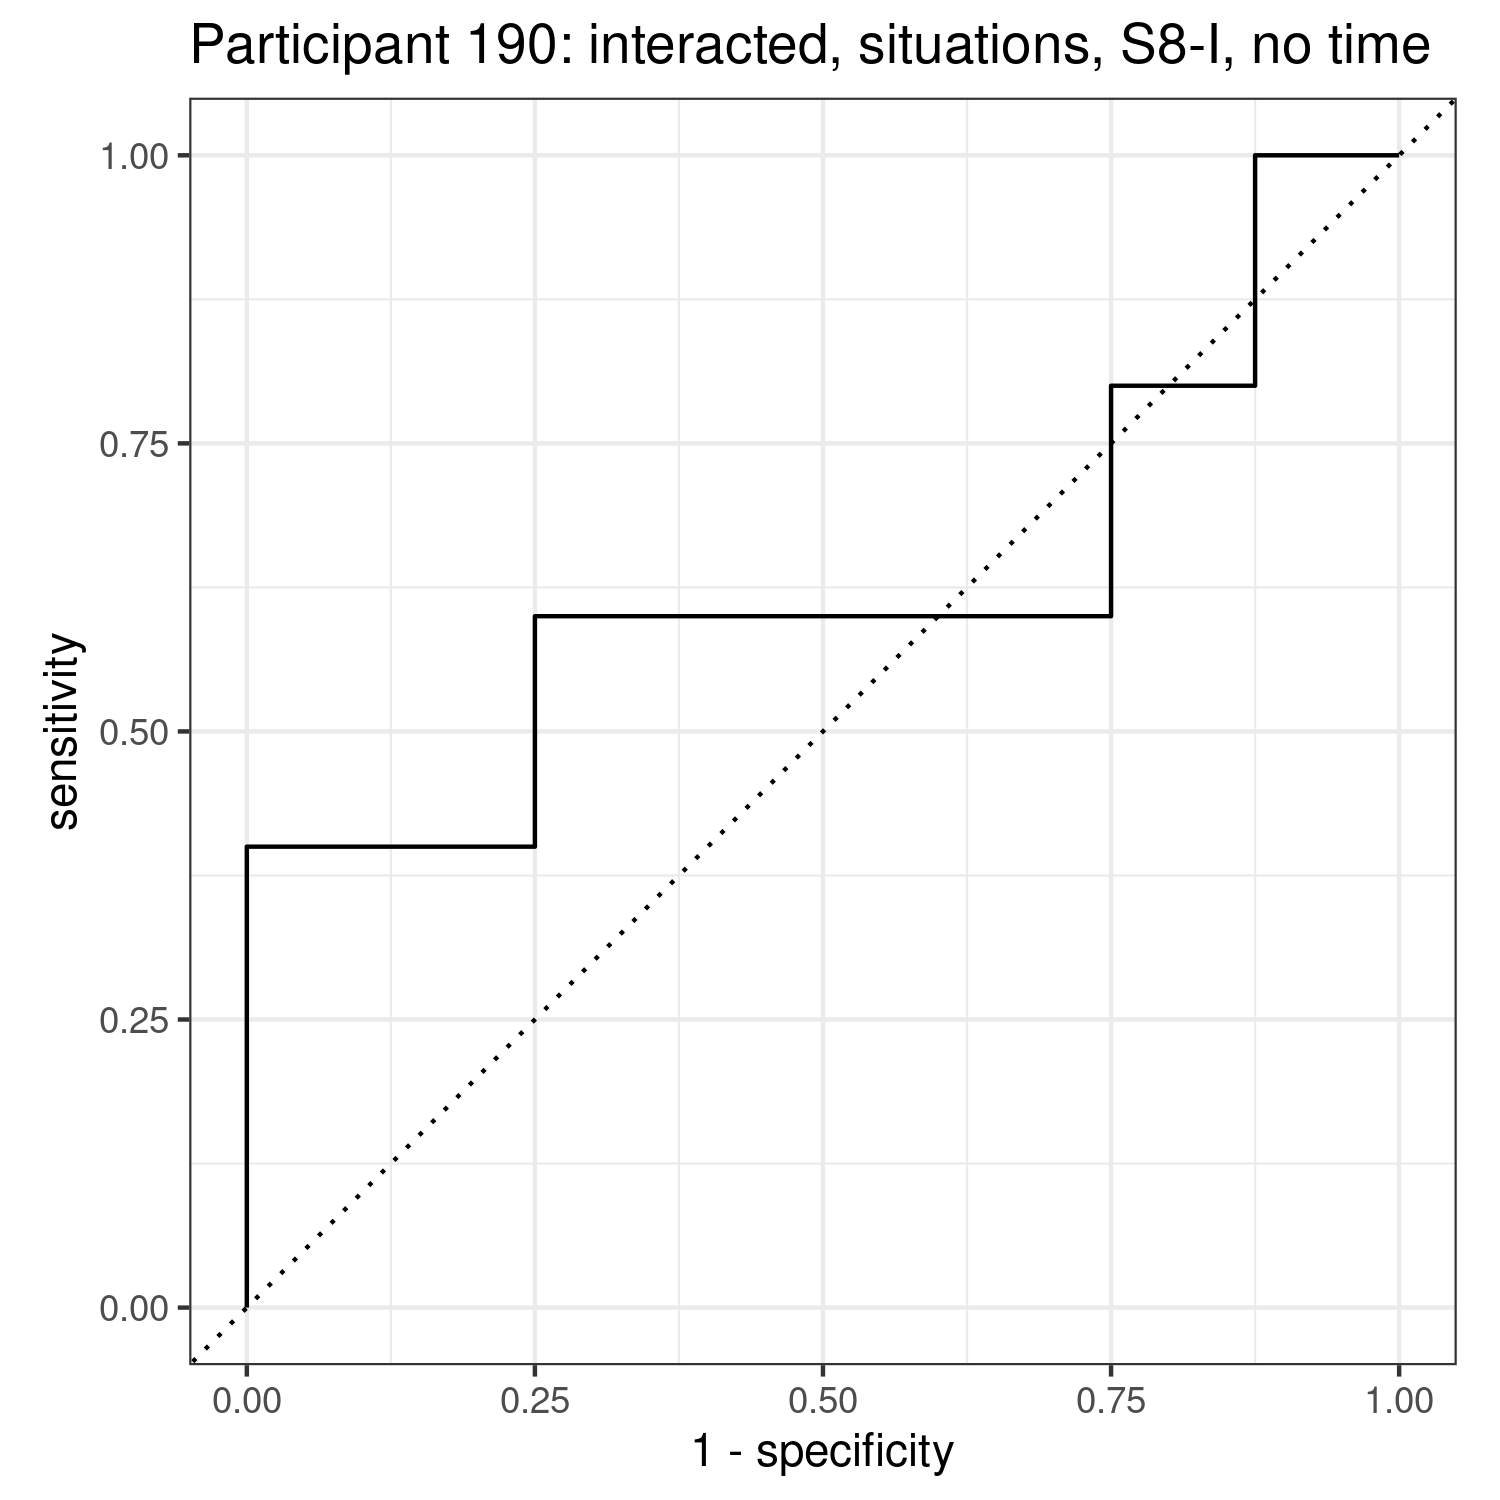 Participant 190: interacted, situations, S8-I, no time
1.00
0.75
0.50
0.25
0.00
sensitivity
0.00 0.25 0.50 0.75 1.00
1 - specificity